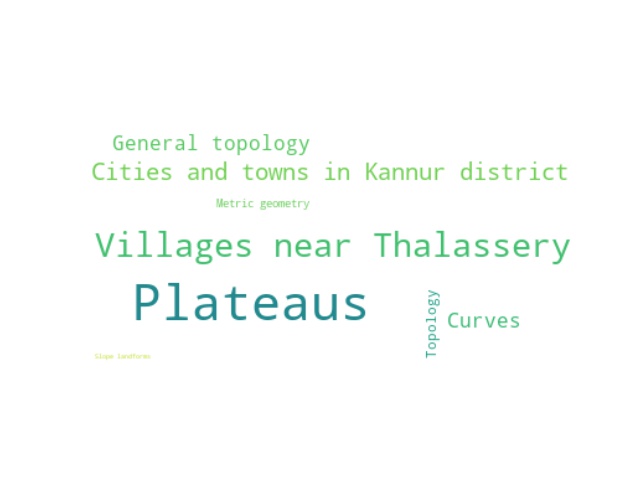 General topology
Cities and towns in Kannur district
Metric geometry
Villages near Thalassery
Plateaus
Topology
Curves
Slope landforms